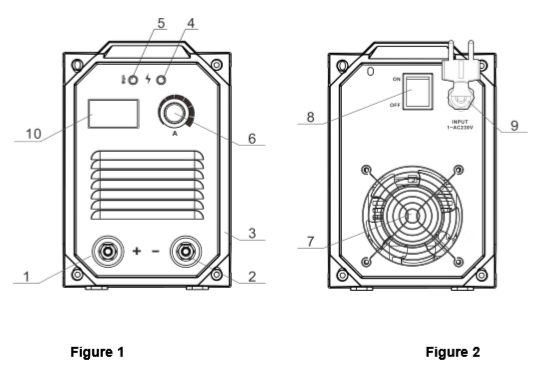 5
4
10
A
6
3
+ -
1
2
Figure 1
O
ON
8
OFF
INPUT
1~AC230V
9
7
Figure 2